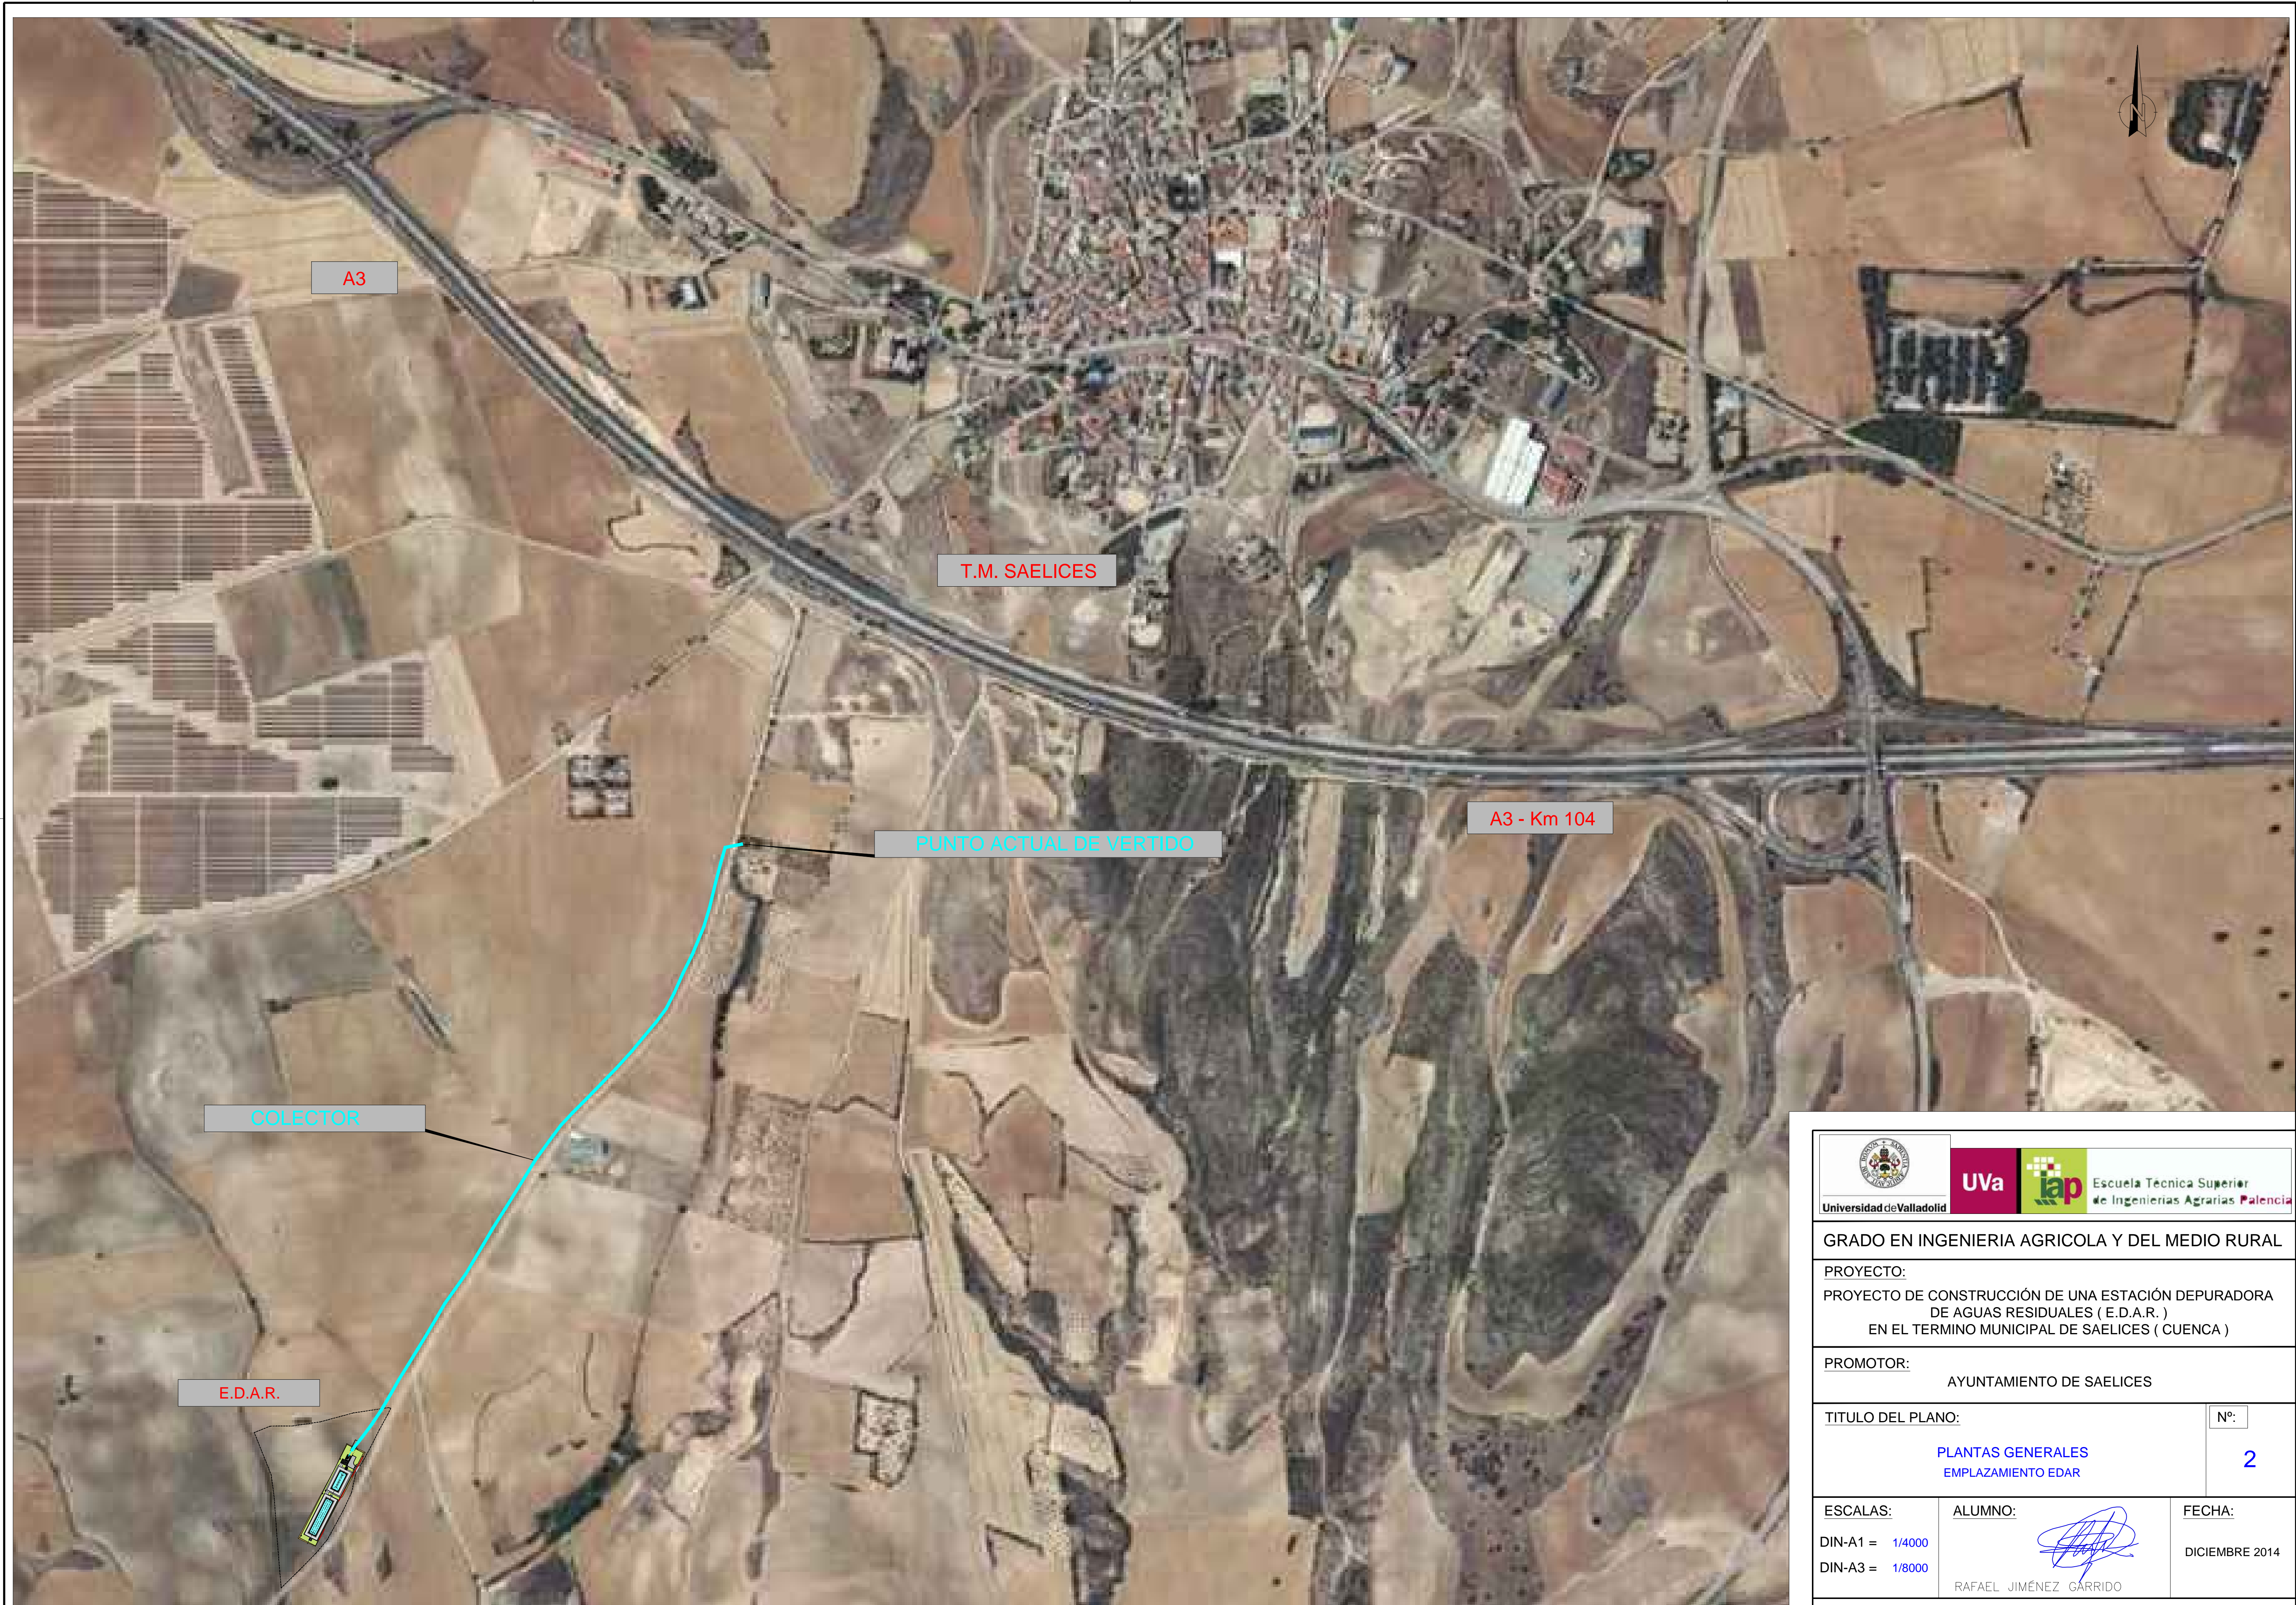 N
A3
T.M. SAELICES
A3 - Km 104
PUNTO ACTUAL DE VERTIDO
COLECTOR
E.D.A.R.
Universidad de Valladolid
UVa
iap
Escuela Técnica Superior
de Ingenierías Agrarias Palencia
GRADO EN INGENIERIA AGRICOLA Y DEL MEDIO RURAL
PROYECTO:
PROYECTO DE CONSTRUCCIÓN DE UNA ESTACIÓN DEPURADORA
DE AGUAS RESIDUALES ( E.D.A.R. )
EN EL TERMINO MUNICIPAL DE SAELICES ( CUENCA )
PROMOTOR:
AYUNTAMIENTO DE SAELICES
TITULO DEL PLANO:
PLANTAS GENERALES
EMPLAZAMIENTO EDAR
Nº:
2
ESCALAS:
DIN-A1 = 1/4000
DIN-A3 = 1/8000
ALUMNO:
RAFAEL JIMÉNEZ GARRIDO
FECHA:
DICIEMBRE 2014